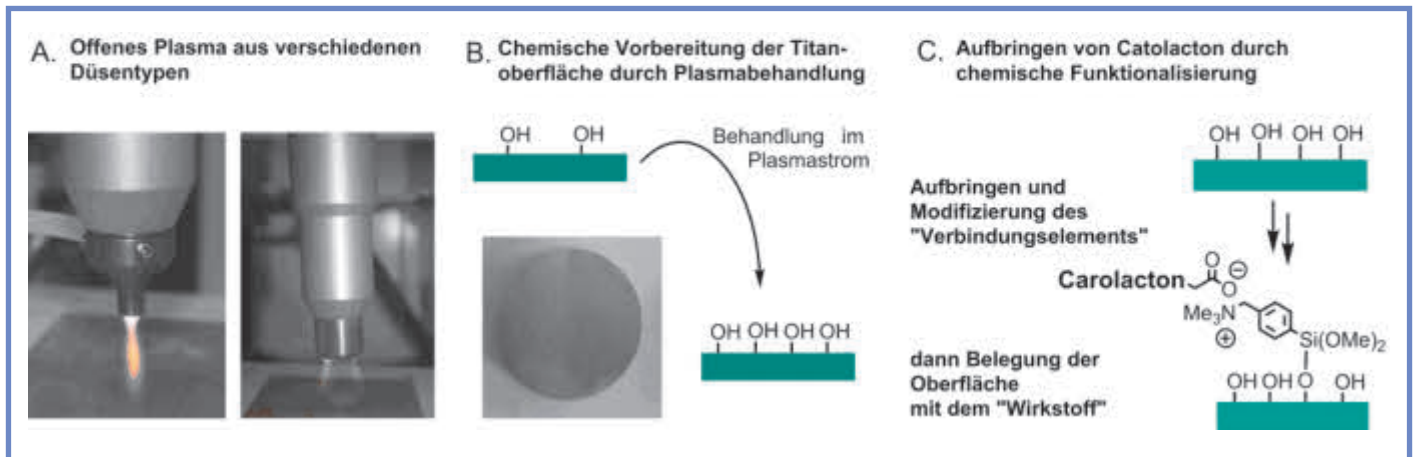 A. Offenes Plasma aus verschiedenen
Düsentypen
B. Chemische Vorbereitung der Titan-
oberfläche durch Plasmabehandlung
OH OH
Behandlung im
Plasmastrom
OH OH OH OH
C. Aufbringen von Catolacton durch
chemische Funktionalisierung
OH OH OH OH
Aufbringen und
Modifizierung des
"Verbindungselements"
O
Carolacton
O ⊖
Me₃N
⊕
Si(OMe)₂
dann Belegung der
Oberfläche
mit dem "Wirkstoff"
OH OH O OH